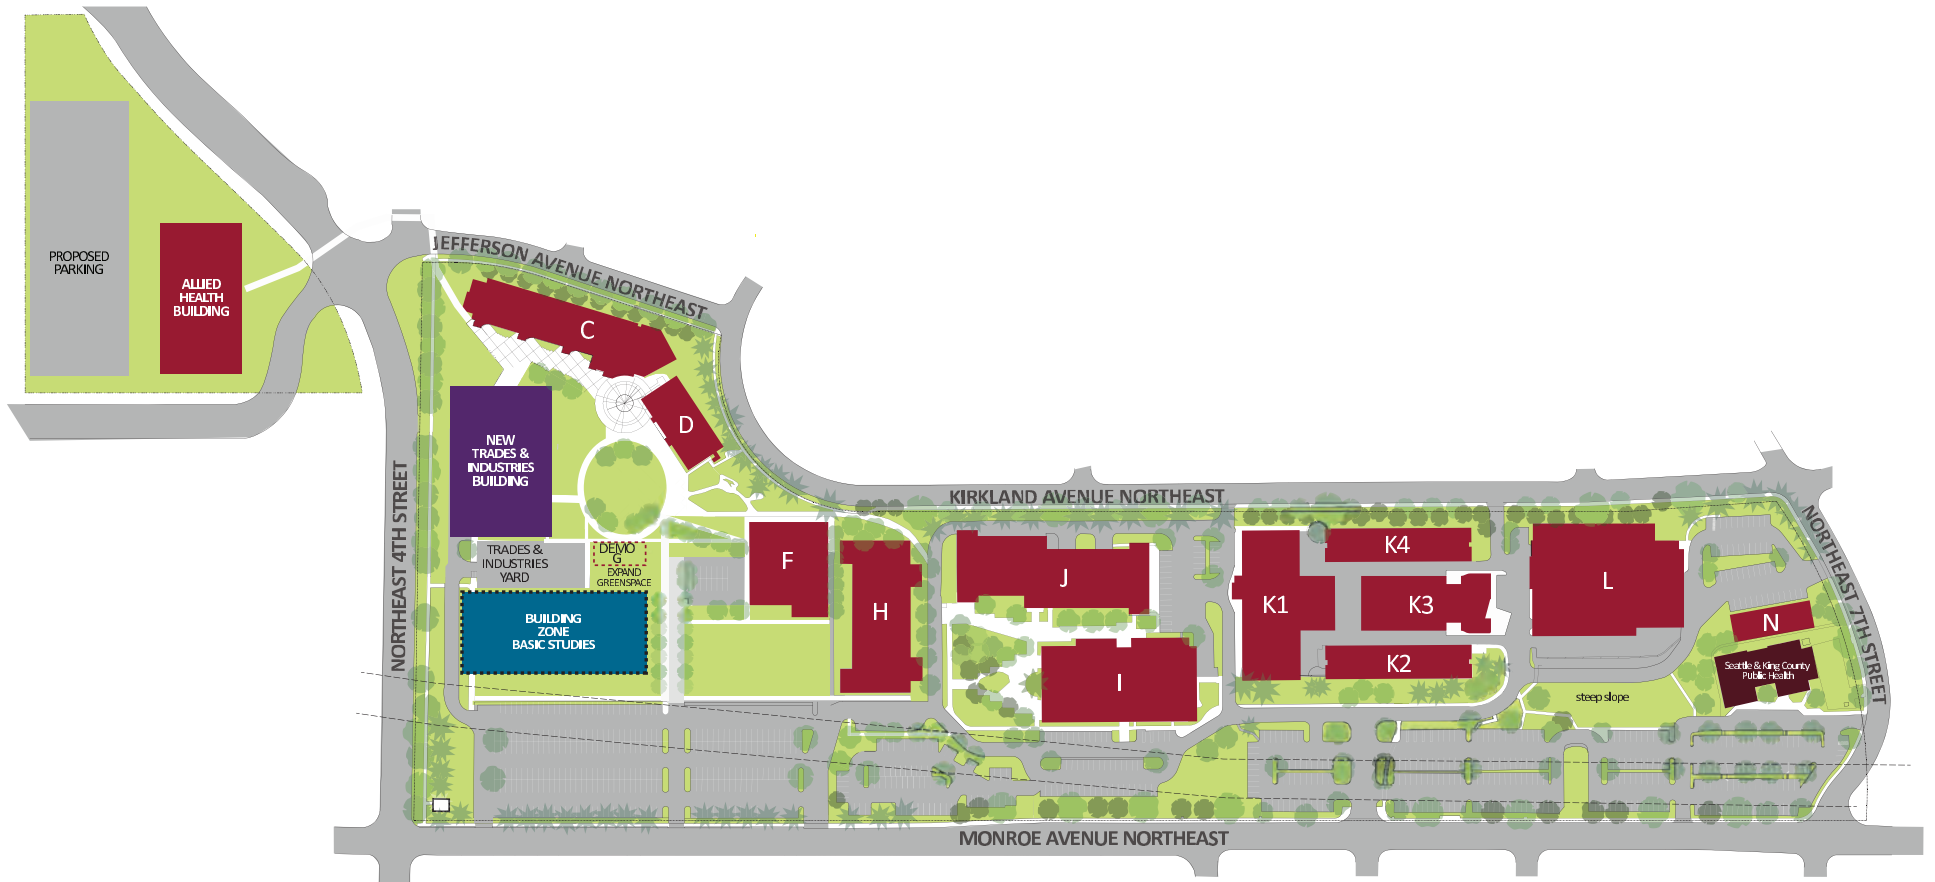 PROPOSED
PARKING
ALLIED
HEALTH
BUILDING
JEFFERSON AVENUE NORTHEAST
C
D
NEW
TRADES &
INDUSTRIES
BUILDING
NORTHEAST 4TH STREET
TRADES &
INDUSTRIES
YARD
DEMO
G
EXPAND
GREENSPACE
BUILDING
ZONE
BASIC STUDIES
F
H
KIRKLAND AVENUE NORTHEAST
J
I
K1
K4
K3
K2
L
N
Seattle & King County
Public Health
steep slope
NORTHEAST 7TH STREET
MONROE AVENUE NORTHEAST